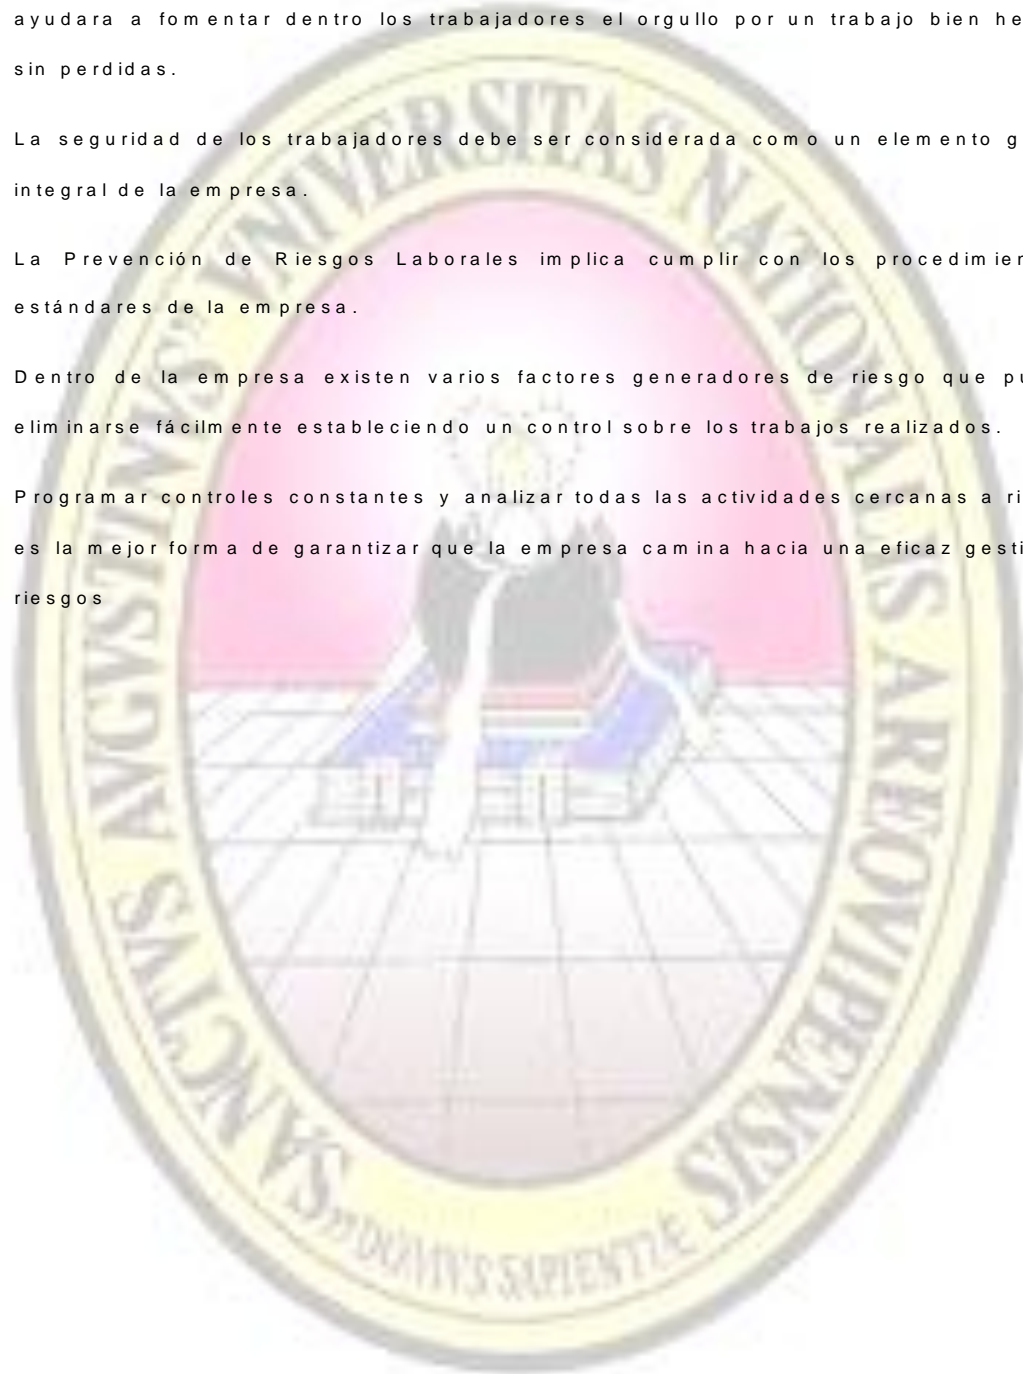 ayudara a fomentar dentro los trabajadores el orgullo por un trabajo bien he
sin perdidas.
La seguridad de los trabajadores debe ser considerada como un elemento g
integral de la empresa.
La Prevención de Riesgos Laborales implica cumplir con los procedimien
estándares de la empresa.
Dentro de la empresa existen varios factores generadores de riesgo que pu
eliminarse fácilmente estableciendo un control sobre los trabajos realizados.
Programar controles constantes y analizar todas las actividades cercanas a ri
es la mejor forma de garantizar que la empresa camina hacia una eficaz gesti
riesgos
SANCTVS AVGVSTINVS VNIVERSITAS NATIONALIS AREQVIPENSIS
DOMVS SAPIENTIÆ